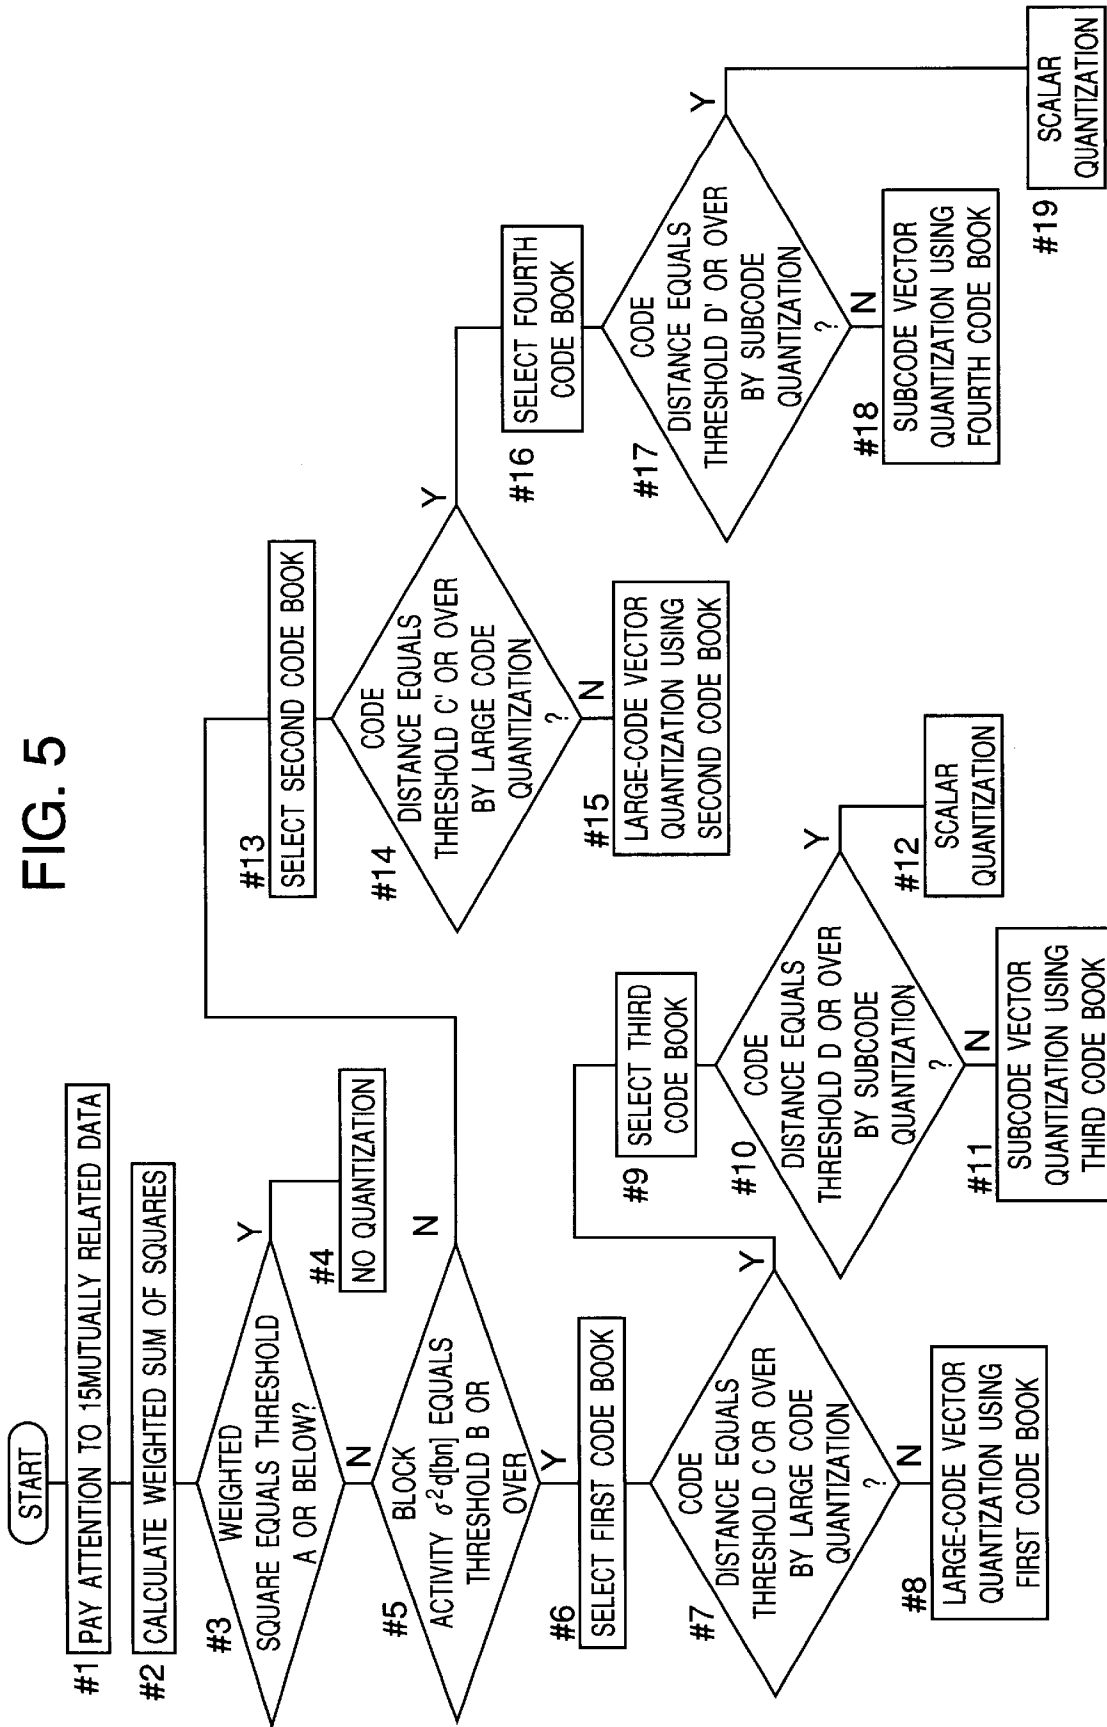 FIG. 5
START
#1
PAY ATTENTION TO 15MUTUALLY RELATED DATA
#2
CALCULATE WEIGHTED SUM OF SQUARES
#3
WEIGHTED
SQUARE EQUALS THRESHOLD
A OR BELOW?
Y
N
#4
NO QUANTIZATION
#5
BLOCK
ACTIVITY σ²d[bn] EQUALS
THRESHOLD B OR
OVER
N
Y
#6
SELECT FIRST CODE BOOK
#7
CODE
DISTANCE EQUALS
THRESHOLD C OR OVER
BY LARGE CODE
QUANTIZATION
?
Y
N
#8
LARGE-CODE VECTOR
QUANTIZATION USING
FIRST CODE BOOK
#9
SELECT THIRD
CODE BOOK
#10
CODE
DISTANCE EQUALS
THRESHOLD D OR OVER
BY SUBCODE
QUANTIZATION
?
Y
N
#11
SUBCODE VECTOR
QUANTIZATION USING
THIRD CODE BOOK
#12
SCALAR
QUANTIZATION
#13
SELECT SECOND CODE BOOK
#14
CODE
DISTANCE EQUALS
THRESHOLD C' OR OVER
BY LARGE CODE
QUANTIZATION
?
Y
N
#15
LARGE-CODE VECTOR
QUANTIZATION USING
SECOND CODE BOOK
#16
SELECT FOURTH
CODE BOOK
#17
CODE
DISTANCE EQUALS
THRESHOLD D' OR OVER
BY SUBCODE
QUANTIZATION
?
Y
N
#18
SUBCODE VECTOR
QUANTIZATION USING
FOURTH CODE BOOK
#19
SCALAR
QUANTIZATION